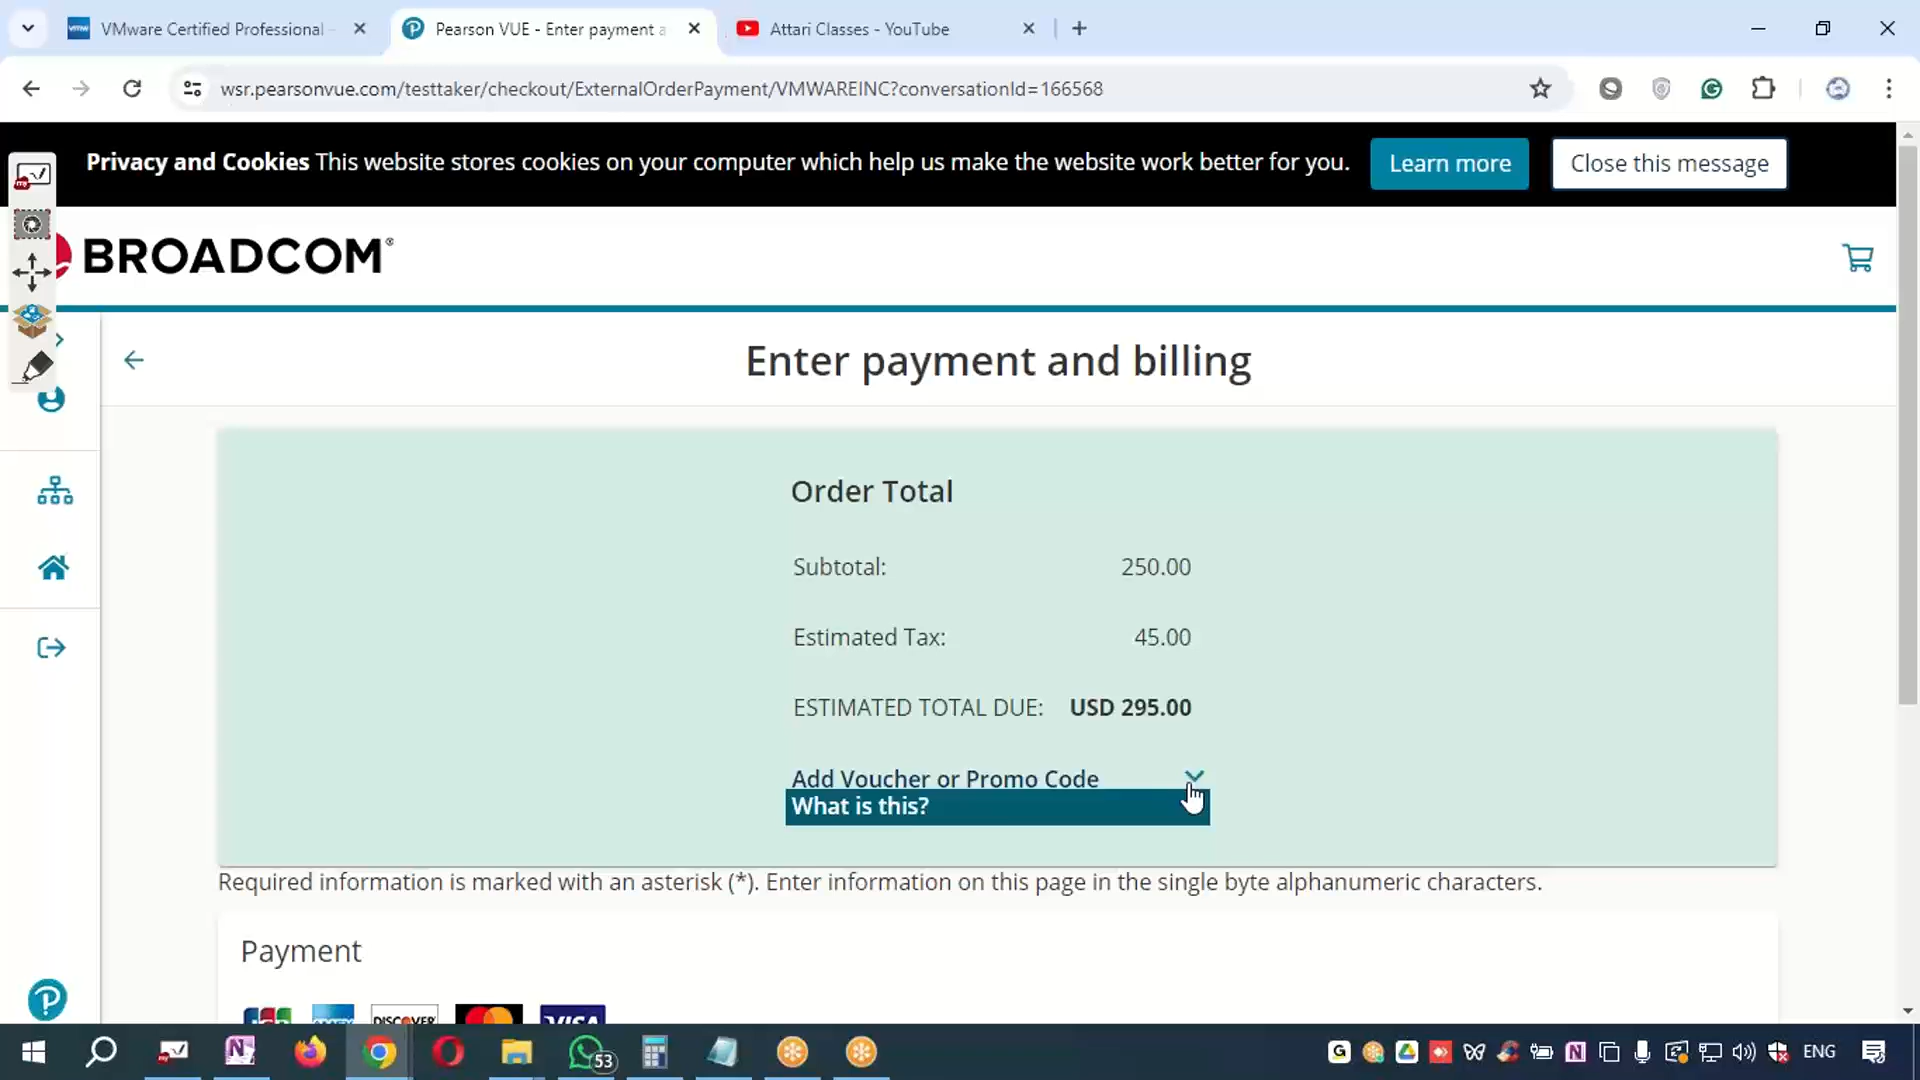 VMware Certified Professional
Pearson VUE - Enter payment a
Attari Classes - YouTube
wsr.pearsonvue.com/testtaker/checkout/ExternalOrderPayment/VMWAREINC?conversationId=166568
Privacy and Cookies This website stores cookies on your computer which help us make the website work better for you.
Learn more
Close this message
BROADCOM®
Enter payment and billing
Order Total
Subtotal: 250.00
Estimated Tax: 45.00
ESTIMATED TOTAL DUE: USD 295.00
Add Voucher or Promo Code
What is this?
Required information is marked with an asterisk (*). Enter information on this page in the single byte alphanumeric characters.
Payment
JCB AMEX DISCOVER VISA
53
ENG